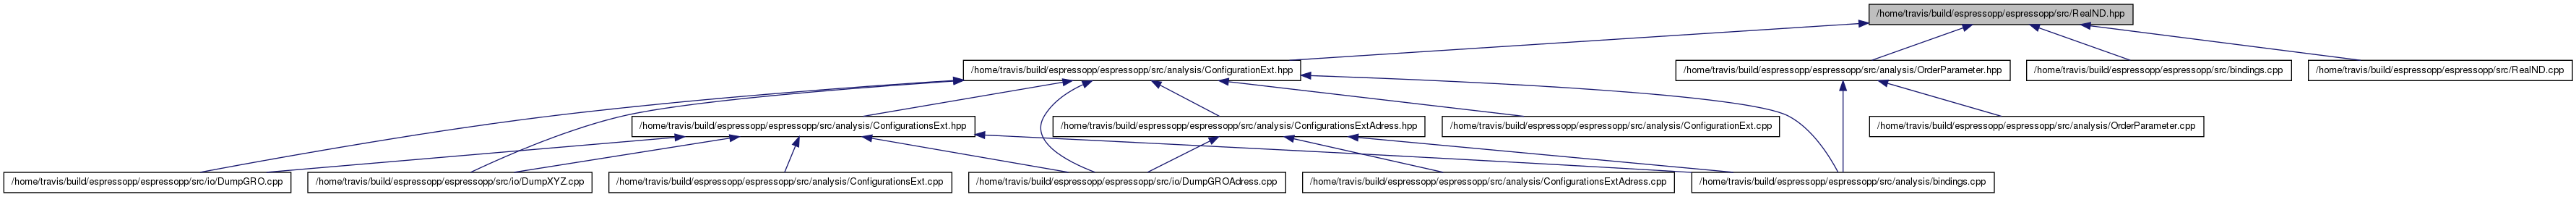 /home/travis/build/espressopp/espressopp/src/RealND.hpp
/home/travis/build/espressopp/espressopp/src/analysis/ConfigurationExt.hpp
/home/travis/build/espressopp/espressopp/src/analysis/OrderParameter.hpp
/home/travis/build/espressopp/espressopp/src/bindings.cpp
/home/travis/build/espressopp/espressopp/src/RealND.cpp
/home/travis/build/espressopp/espressopp/src/analysis/ConfigurationsExt.hpp
/home/travis/build/espressopp/espressopp/src/analysis/ConfigurationsExtAdress.hpp
/home/travis/build/espressopp/espressopp/src/analysis/ConfigurationExt.cpp
/home/travis/build/espressopp/espressopp/src/analysis/OrderParameter.cpp
/home/travis/build/espressopp/espressopp/src/io/DumpGRO.cpp
/home/travis/build/espressopp/espressopp/src/io/DumpXYZ.cpp
/home/travis/build/espressopp/espressopp/src/analysis/ConfigurationsExt.cpp
/home/travis/build/espressopp/espressopp/src/io/DumpGROAdress.cpp
/home/travis/build/espressopp/espressopp/src/analysis/ConfigurationsExtAdress.cpp
/home/travis/build/espressopp/espressopp/src/analysis/bindings.cpp